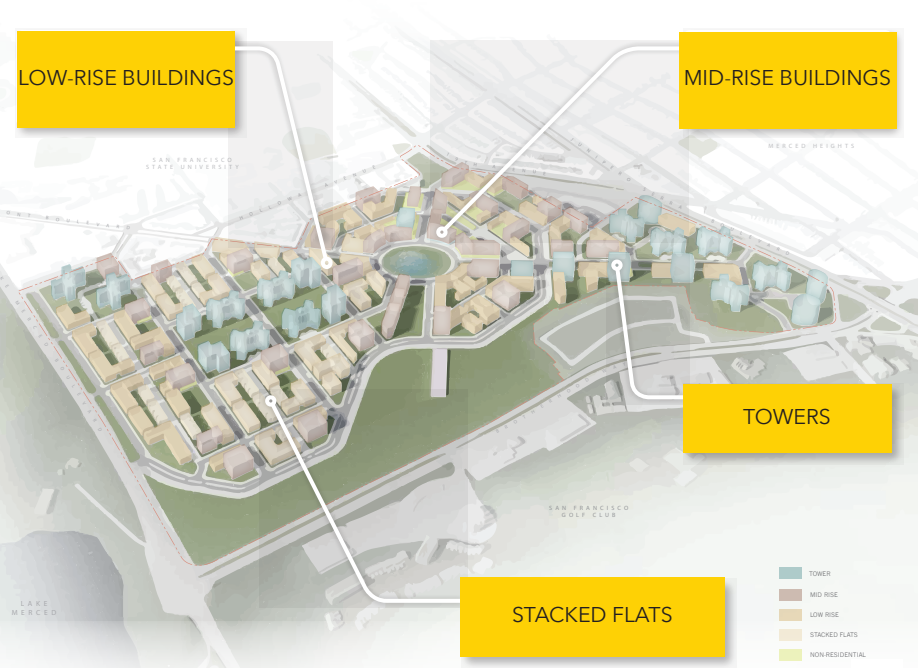 LOW-RISE BUILDINGS
MID-RISE BUILDINGS
MERCED HEIGHTS
SAN FRANCISCO
STATE UNIVERSITY
TOWERS
SAN FRANCISCO
GOLF CLUB
TOWER
MID RISE
LOW RISE
STACKED FLATS
NON-RESIDENTIAL
LAKE
MERCED
STACKED FLATS